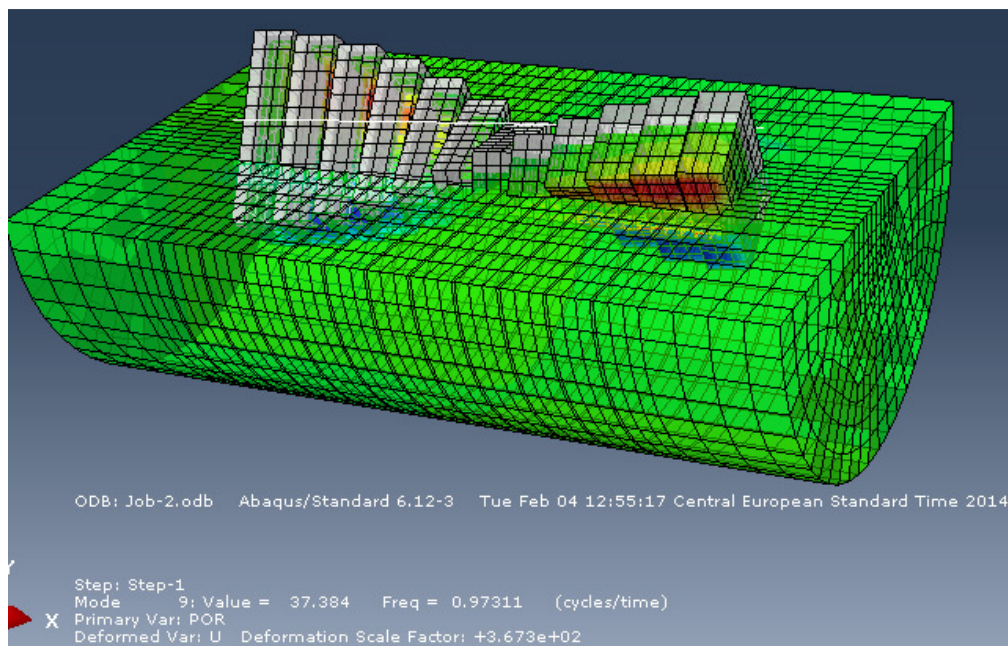 ODB: Job-2.odb Abaqus/Standard 6.12-3 Tue Feb 04 12:55:17 Central European Standard Time 2014
Y
Step: Step-1
Mode 9: Value = 37.384 Freq = 0.97311 (cycles/time)
X Primary Var: POR
Deformed Var: U Deformation Scale Factor: +3.673e+02